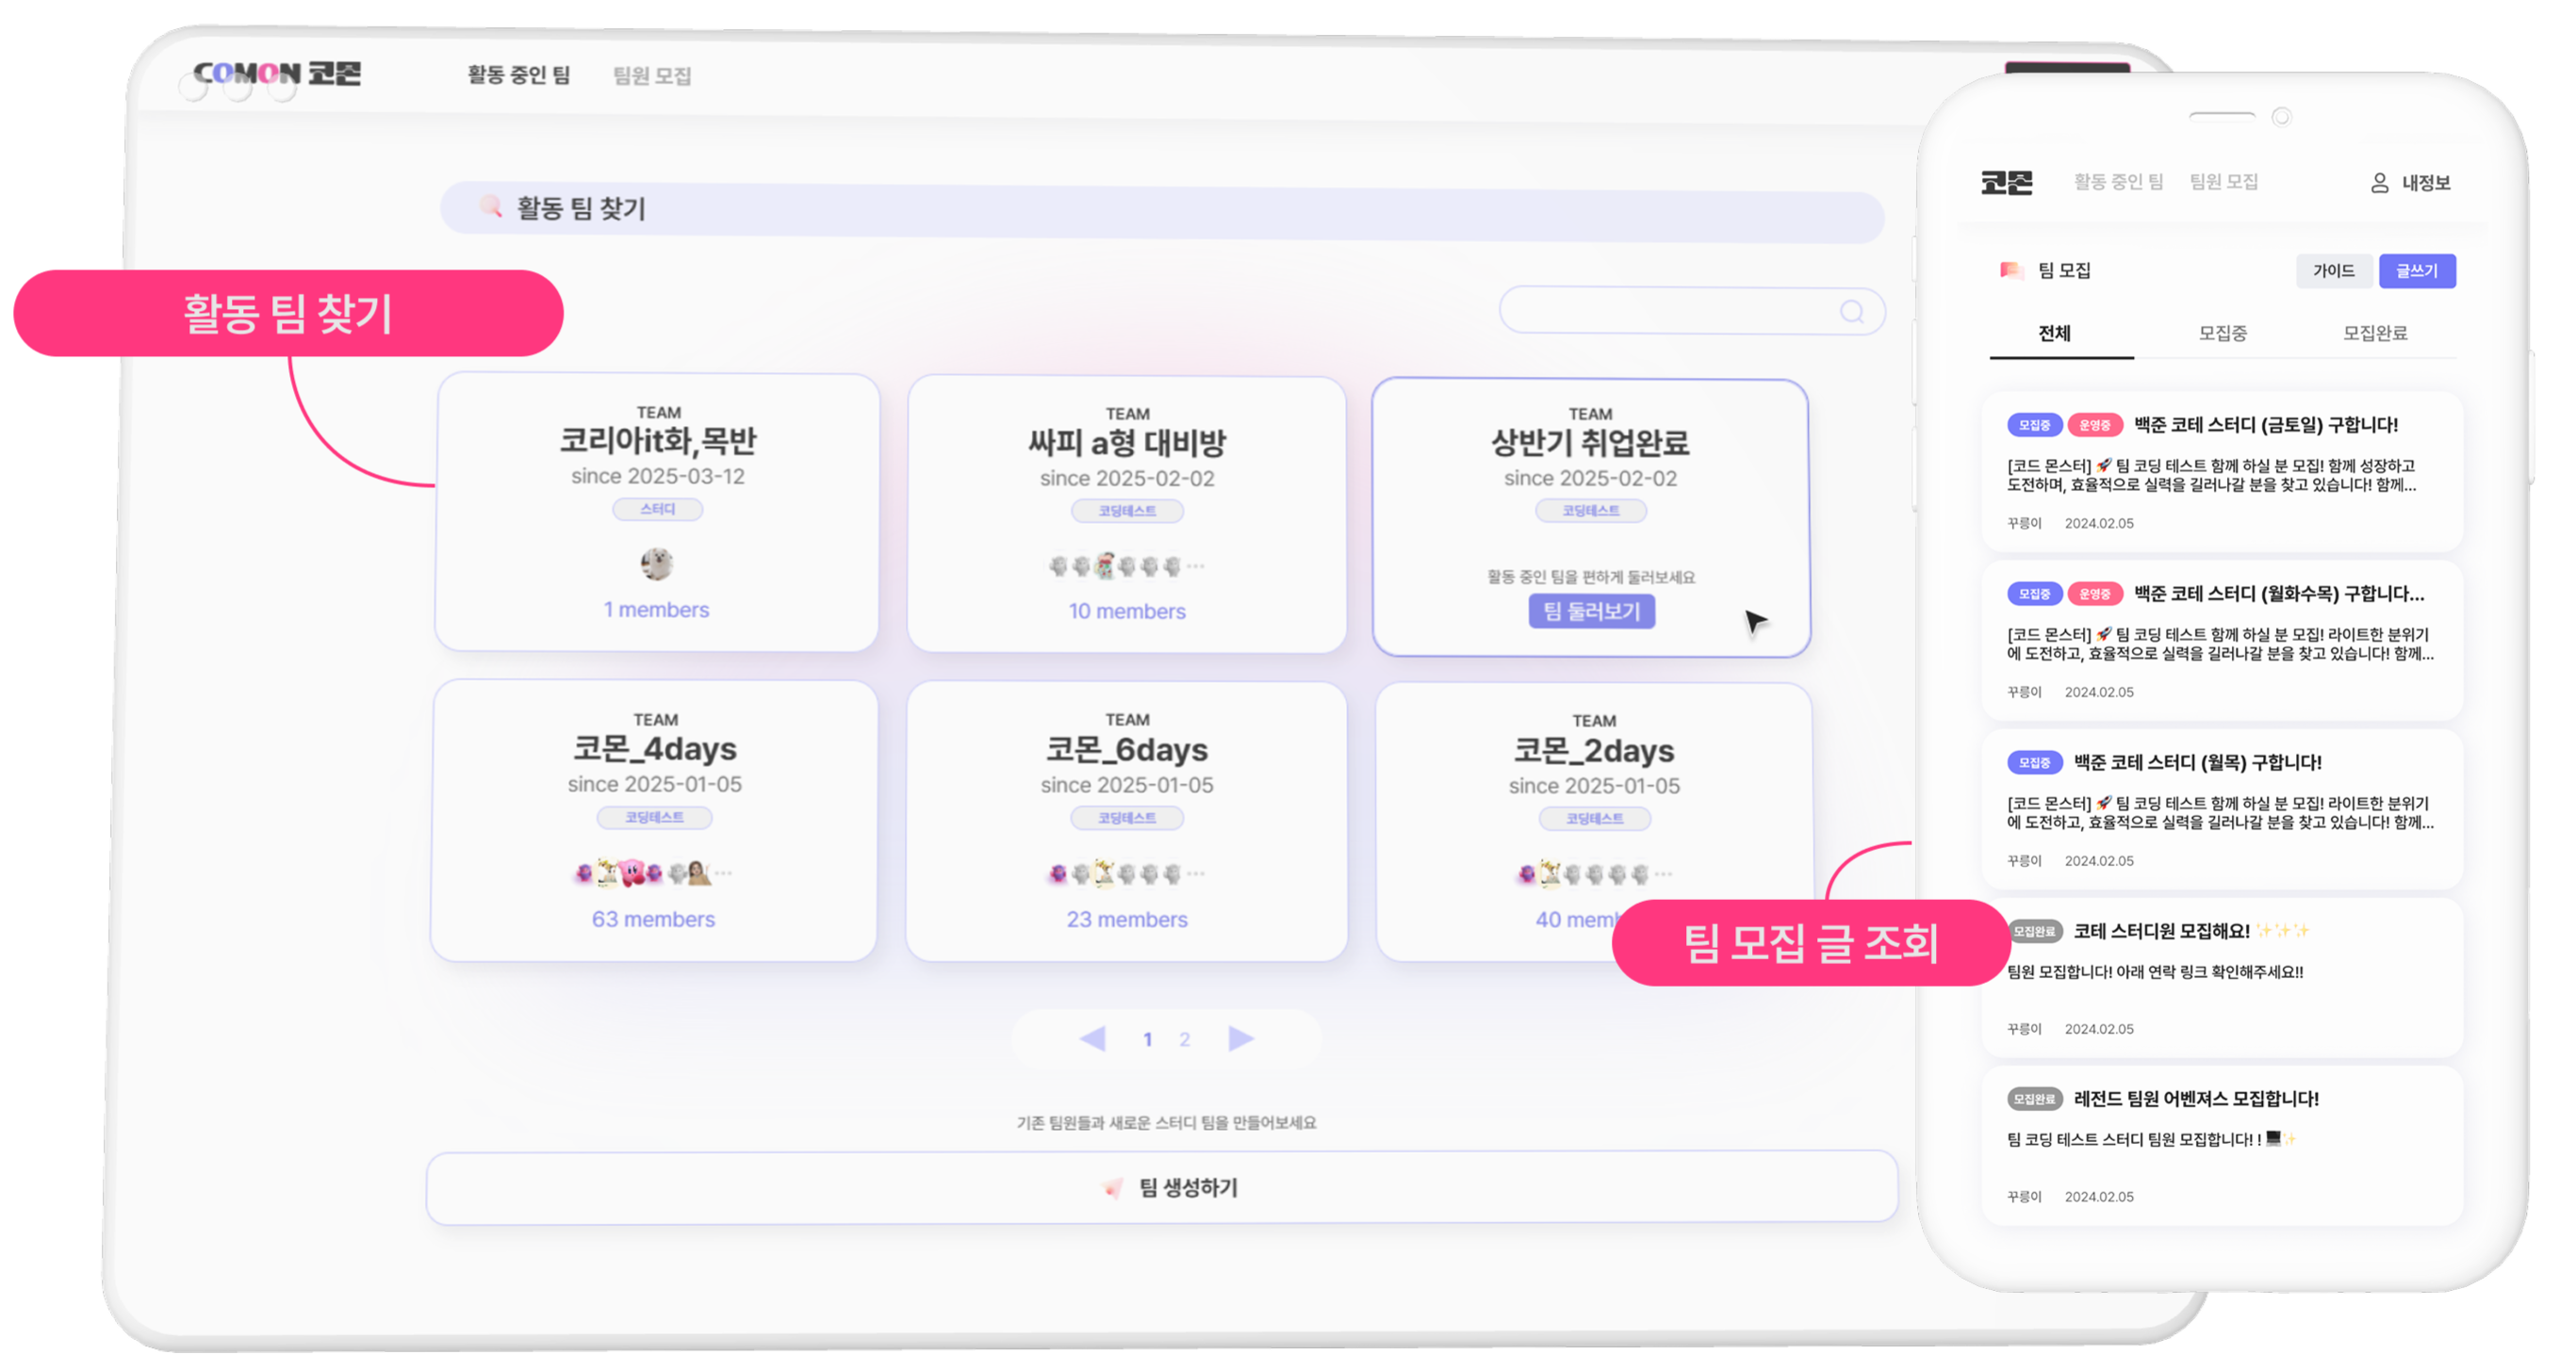 COMON 코몬
활동 중인 팀
팀원 모집
활동 팀 찾기
활동 팀 찾기
TEAM
코리아it화,목반
since 2025-03-12
스터디
1 members
TEAM
싸피 a형 대비방
since 2025-02-02
코딩테스트
10 members
TEAM
상반기 취업완료
since 2025-02-02
코딩테스트
활동 중인 팀을 편하게 둘러보세요
팀 둘러보기
TEAM
코몬_4days
since 2025-01-05
코딩테스트
63 members
TEAM
코몬_6days
since 2025-01-05
코딩테스트
23 members
TEAM
코몬_2days
since 2025-01-05
코딩테스트
40 memb
팀 모집 글 조회
1 2
기존 팀원들과 새로운 스터디 팀을 만들어보세요
팀 생성하기
코몬
활동 중인 팀
팀원 모집
내정보
팀 모집
가이드
글쓰기
전체
모집중
모집완료
모집중 운영중 백준 코테 스터디 (금토일) 구합니다!
[코드 몬스터] 🚀 팀 코딩 테스트 함께 하실 분 모집! 함께 성장하고
도전하며, 효율적으로 실력을 길러나갈 분을 찾고 있습니다! 함께...
꾸릉이 2024.02.05
모집중 운영중 백준 코테 스터디 (월화수목) 구합니다...
[코드 몬스터] 🚀 팀 코딩 테스트 함께 하실 분 모집! 라이트한 분위기
에 도전하고, 효율적으로 실력을 길러나갈 분을 찾고 있습니다! 함께...
꾸릉이 2024.02.05
모집중 백준 코테 스터디 (월목) 구합니다!
[코드 몬스터] 🚀 팀 코딩 테스트 함께 하실 분 모집! 라이트한 분위기
에 도전하고, 효율적으로 실력을 길러나갈 분을 찾고 있습니다! 함께...
꾸릉이 2024.02.05
모집완료 코테 스터디원 모집해요! ✨✨✨
팀원 모집합니다! 아래 연락 링크 확인해주세요!!
꾸릉이 2024.02.05
모집완료 레전드 팀원 어벤져스 모집합니다!
팀 코딩 테스트 스터디 팀원 모집합니다! ! 💻✨
꾸릉이 2024.02.05